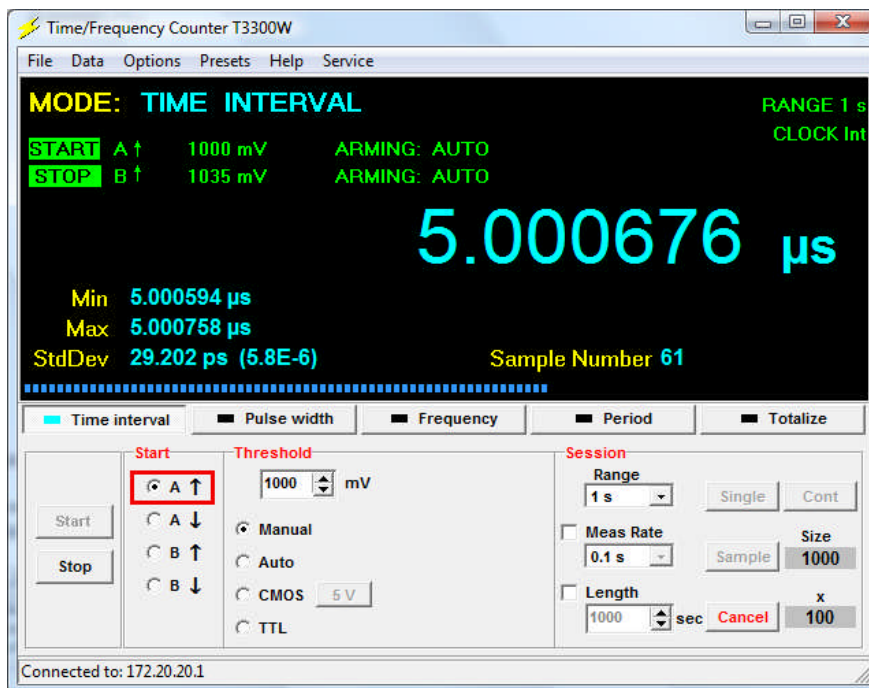 Time/Frequency Counter T3300W
File Data Options Presets Help Service
MODE: TIME INTERVAL
RANGE 1 s
CLOCK Int
START A↑ 1000 mV ARMING: AUTO
STOP B↑ 1035 mV ARMING: AUTO
5.000676 µs
Min 5.000594 µs
Max 5.000758 µs
StdDev 29.202 ps (5.8E-6) Sample Number 61
Time interval Pulse width Frequency Period Totalize
Start
A ↑
A ↓
B ↑
B ↓
Start
Stop
Threshold
1000 mV
Manual
Auto
CMOS 5 V
TTL
Session
Range
1 s Single Cont
Meas Rate Size
0.1 s Sample 1000
Length x
1000 sec Cancel 100
Connected to: 172.20.20.1